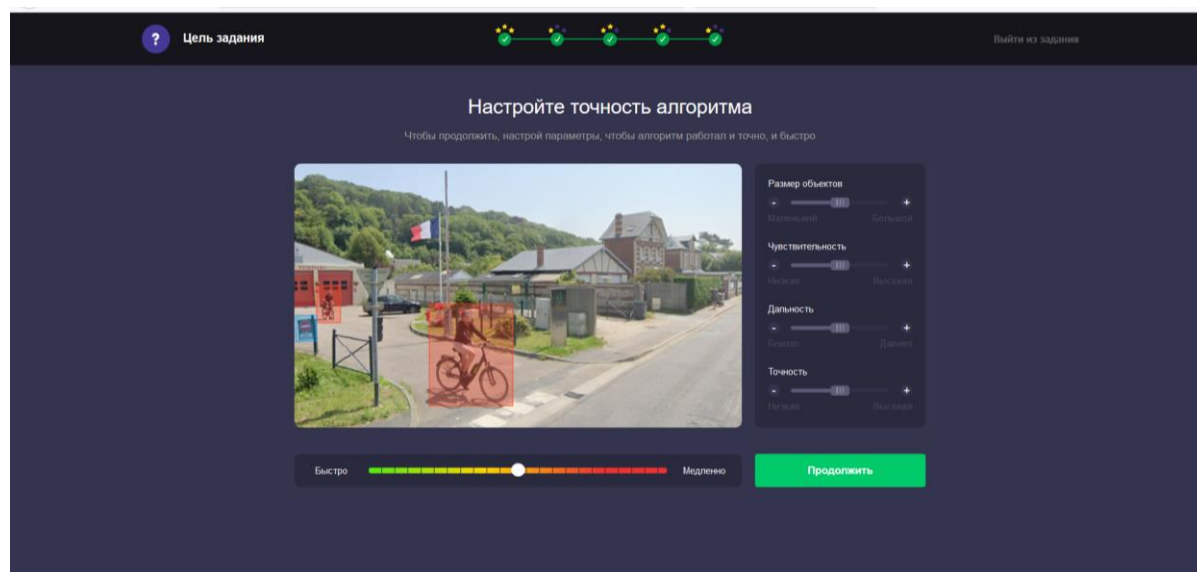 ?
Цель задания
Выйти из задания
Настройте точность алгоритма
Чтобы продолжить, настрой параметры, чтобы алгоритм работал и точно, и быстро
Размер объектов
- +
Маленький Большой
Чувствительность
- +
Низкая Высокая
Дальность
- +
Близко Далеко
Точность
- +
Низкая Высокая
Быстро Медленно
Продолжить